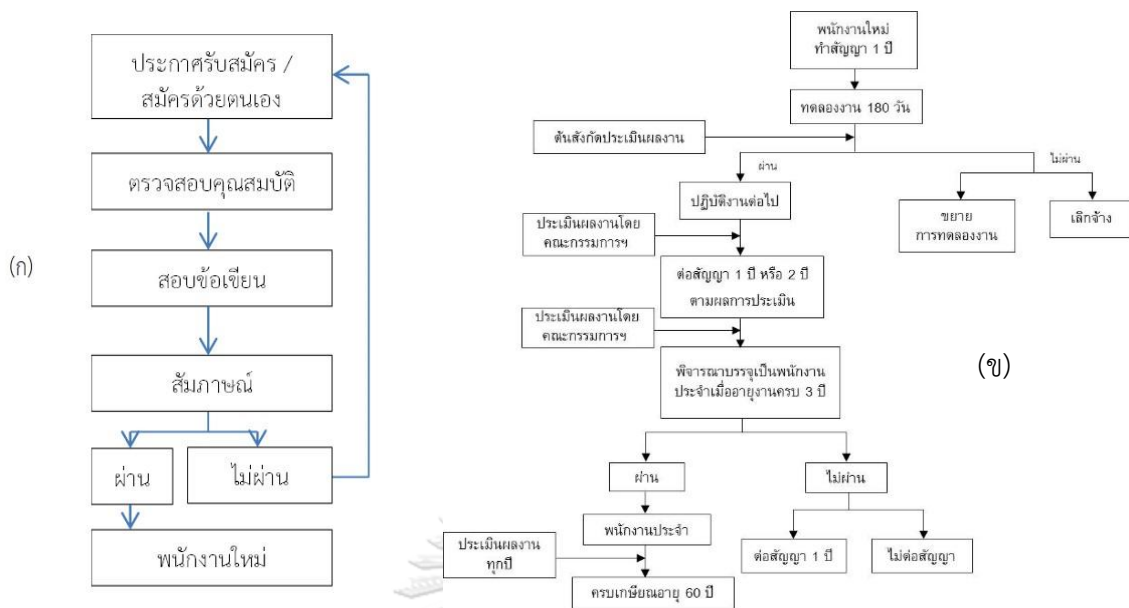 ประกาศรับสมัคร /
สมัครด้วยตนเอง
ตรวจสอบคุณสมบัติ
สอบข้อเขียน
(ก)
สัมภาษณ์
ผ่าน
ไม่ผ่าน
พนักงานใหม่
พนักงานใหม่
ทำสัญญา 1 ปี
ทดลองงาน 180 วัน
ต้นสังกัดประเมินผลงาน
ผ่าน
ไม่ผ่าน
ปฏิบัติงานต่อไป
ขยาย
การทดลองงาน
เลิกจ้าง
ประเมินผลงานโดย
คณะกรรมการฯ
ต่อสัญญา 1 ปี หรือ 2 ปี
ตามผลการประเมิน
ประเมินผลงานโดย
คณะกรรมการฯ
พิจารณาบรรจุเป็นพนักงาน
ประจำเมื่ออายุงานครบ 3 ปี
(ข)
ผ่าน
ไม่ผ่าน
พนักงานประจำ
ต่อสัญญา 1 ปี
ไม่ต่อสัญญา
ประเมินผลงาน
ทุกปี
ครบเกษียณอายุ 60 ปี